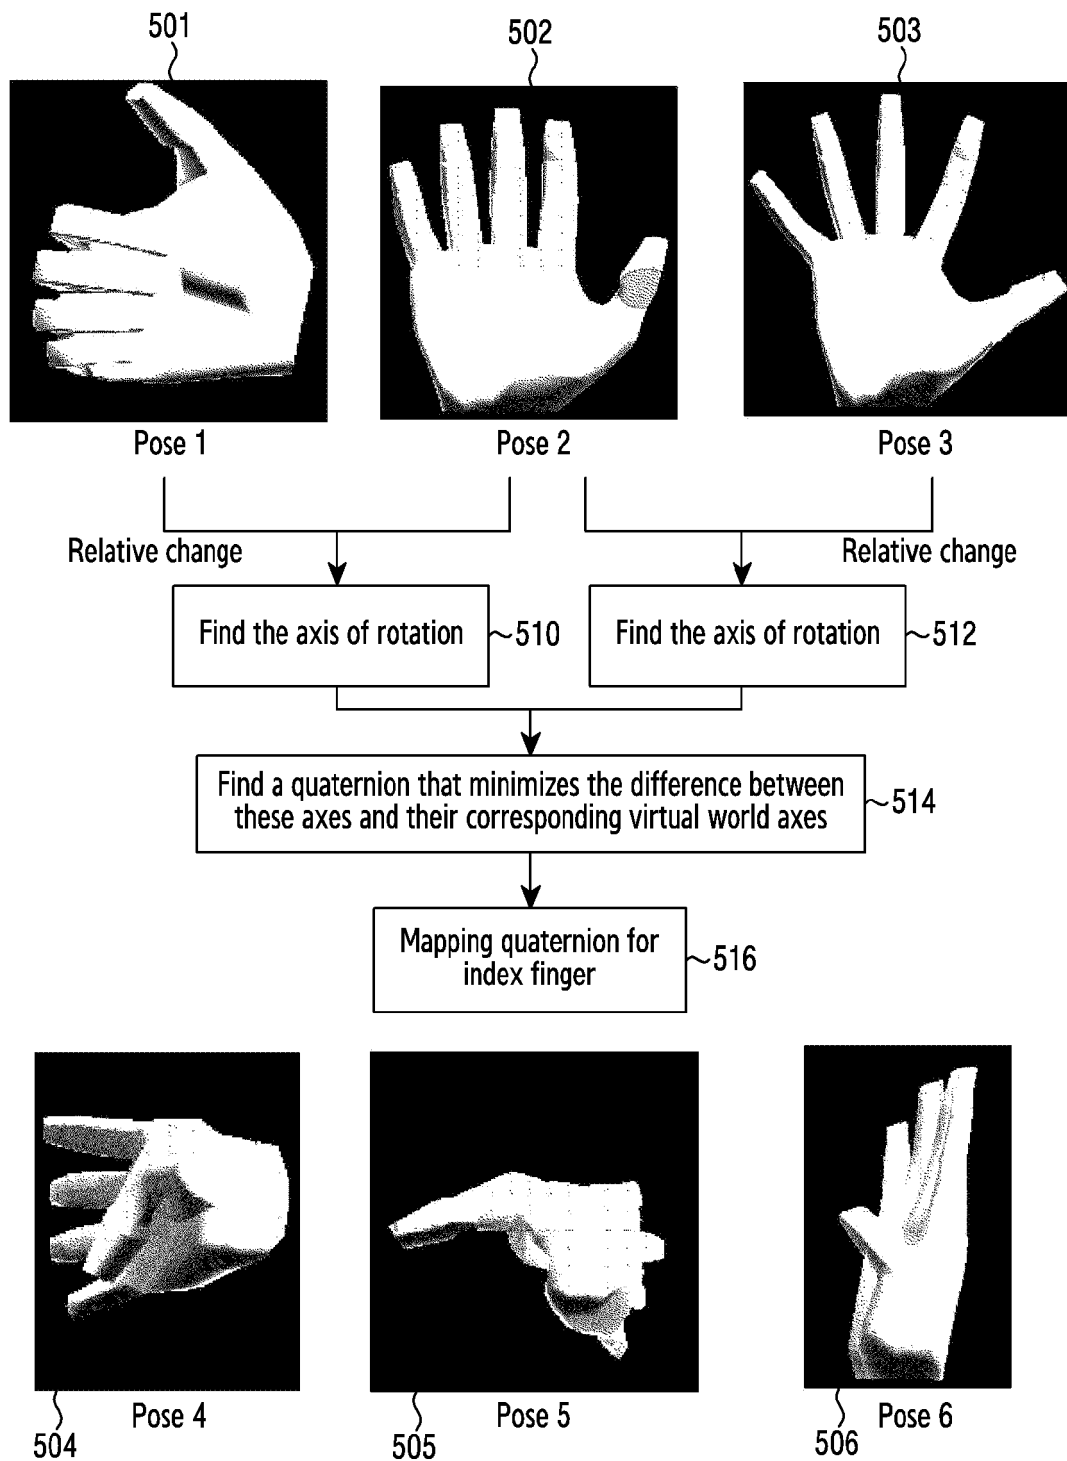 501
502
503
Pose 1
Pose 2
Pose 3
Relative change
Relative change
Find the axis of rotation
510
Find the axis of rotation
512
Find a quaternion that minimizes the difference between
these axes and their corresponding virtual world axes
514
Mapping quaternion for
index finger
516
Pose 4
Pose 5
Pose 6
504
505
506